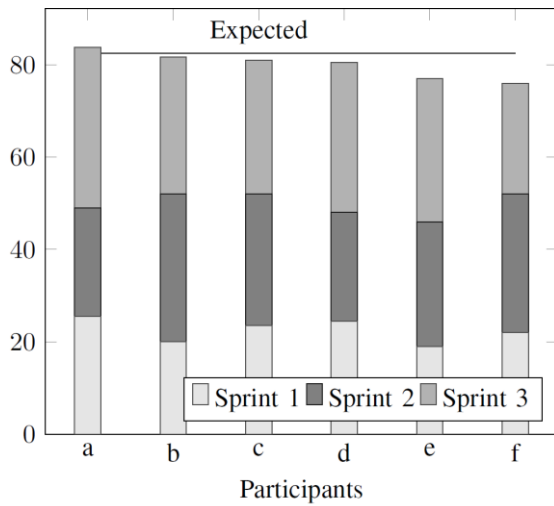 Expected
80
60
40
20
0
Sprint 1 Sprint 2 Sprint 3
a b c d e f
Participants